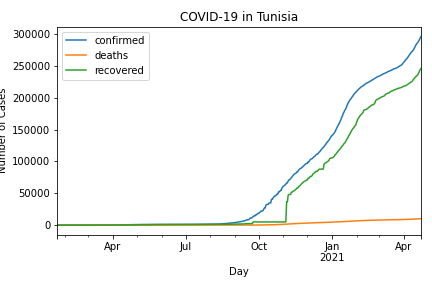 COVID-19 in Tunisia
300000
250000
200000
150000
100000
50000
0
Number of Cases
confirmed
deaths
recovered
Apr
Jul
Oct
Jan
2021
Apr
Day